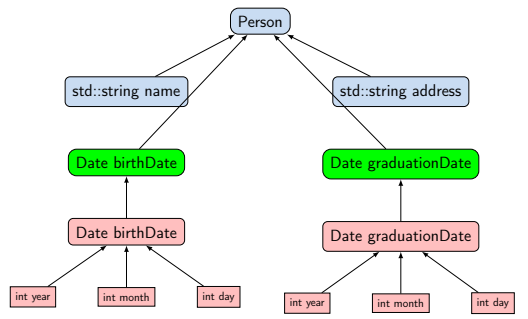 Person
std::string name
std::string address
Date birthDate
Date graduationDate
Date birthDate
Date graduationDate
int year
int month
int day
int year
int month
int day